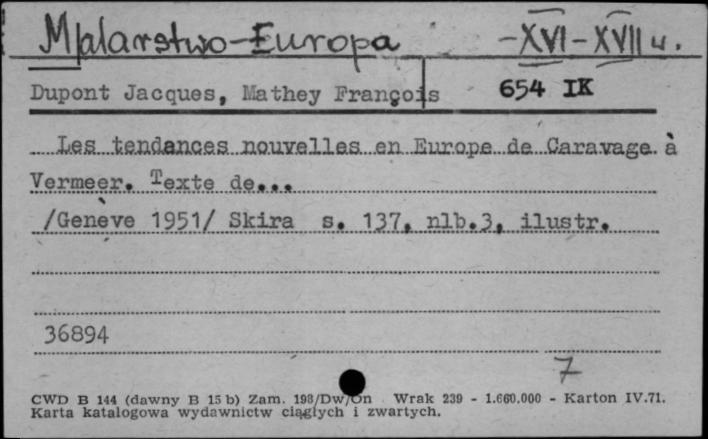 Malarstwo-Europa -XVI-XVII w.
Dupont Jacques, Mathey François 654 IK
Les tendances nouvelles en Europe de Caravage à
Vermeer. Texte de...
/Genève 1951/ Skira s. 137, nlb.3, ilustr.
36894
7
CWD B 144 (dawny B 15 b) Zam. 198/Dw/On Wrak 239 - 1.660.000 - Karton IV.71.
Karta katalogowa wydawnictw ciągłych i zwartych.